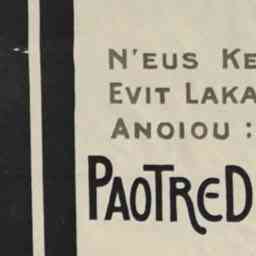 N'EUS KE
EVIT LAKA
ANOIOU :
PAOTRED